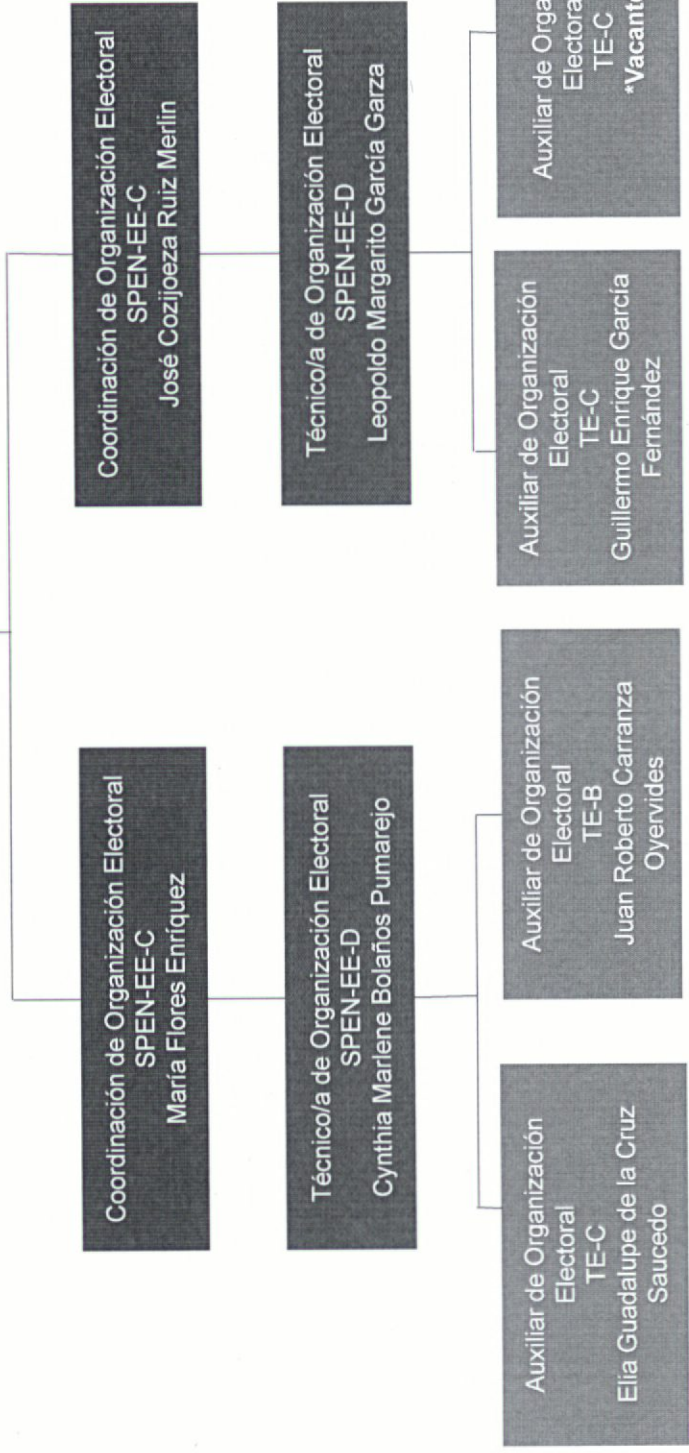 Coordinación de Organización Electoral
SPEN-EE-C
María Flores Enríquez
Coordinación de Organización Electoral
SPEN-EE-C
José Cozijoeza Ruiz Merlin
Técnico/a de Organización Electoral
SPEN-EE-D
Cynthia Marlene Bolaños Pumarejo
Técnico/a de Organización Electoral
SPEN-EE-D
Leopoldo Margarito García Garza
Auxiliar de Organización
Electoral
TE-C
Elia Guadalupe de la Cruz
Saucedo
Auxiliar de Organización
Electoral
TE-B
Juan Roberto Carranza
Oyervides
Auxiliar de Organización
Electoral
TE-C
Guillermo Enrique García
Fernández
Auxiliar de
TE-C